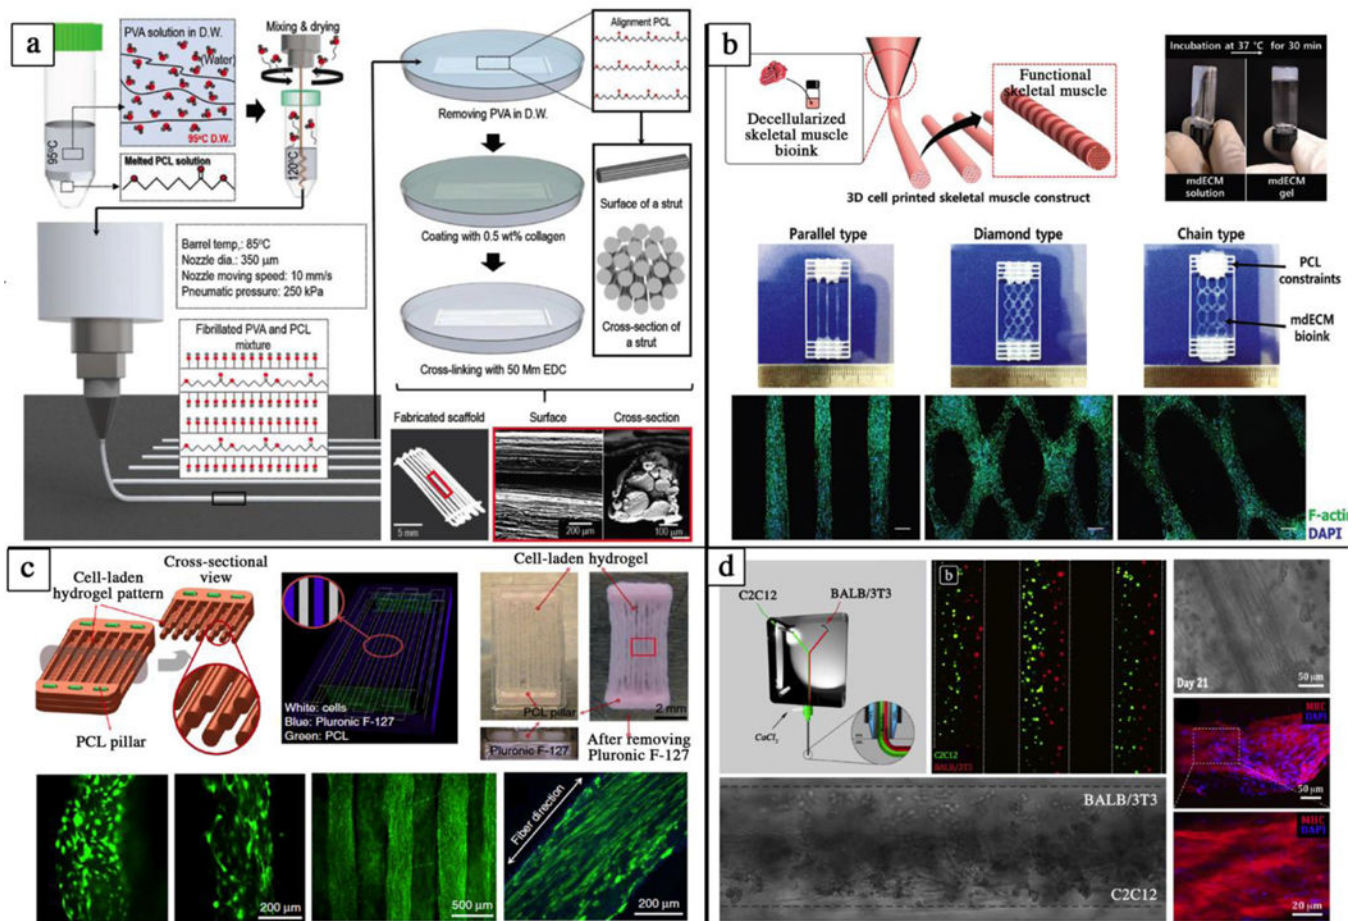 a
PVA solution in D.W.
(Water)
95°C D.W.
Mixing & drying
95°C
Melted PCL solution
120°C
Barrel temp,: 85°C
Nozzle dia.: 350 μm
Nozzle moving speed: 10 mm/s
Pneumatic pressure: 250 kPa
Fibrillated PVA and PCL
mixture
Alignment PCL
Removing PVA in D.W.
Coating with 0.5 wt% collagen
Cross-linking with 50 Mm EDC
Surface of a strut
Cross-section of
a strut
Fabricated scaffold
Surface
Cross-section
5 mm
200 μm
100 μm
b
Decellularized
skeletal muscle
bioink
Functional
skeletal muscle
3D cell printed skeletal muscle construct
Incubation at 37 °C for 30 min
mdECM
solution
mdECM
gel
Parallel type
Diamond type
Chain type
PCL
constraints
mdECM
bioink
F-actin
DAPI
c
Cell-laden
hydrogel pattern
Cross-sectional
view
PCL pillar
White: cells
Blue: Pluronic F-127
Green: PCL
Cell-laden hydrogel
PCL pillar
Pluronic F-127
2 mm
After removing
Pluronic F-127
200 μm
500 μm
Fiber direction
200 μm
d
C2C12
BALB/3T3
CaCl₂
b
C2C12
BALB/3T3
Day 21
50 μm
MHC
DAPI
50 μm
BALB/3T3
C2C12
MHC
DAPI
20 μm